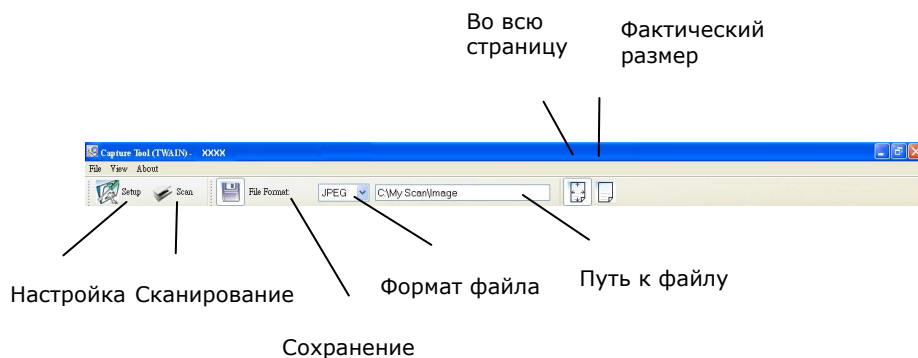 Во всю страницу
Фактический размер
Capture Tool (TWAIN) - XXXX
File View About
Setup Scan File Format: JPEG C:\My Scan\Image
Настройка Сканирование Формат файла Путь к файлу
Сохранение